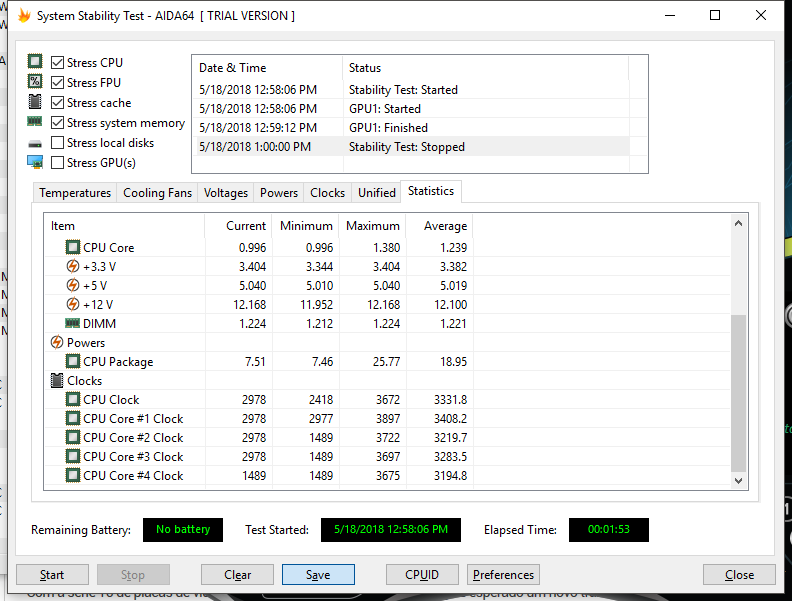 System Stability Test - AIDA64 [ TRIAL VERSION ]
Stress CPU
Stress FPU
Stress cache
Stress system memory
Stress local disks
Stress GPU(s)
Date & Time Status
5/18/2018 12:58:06 PM Stability Test: Started
5/18/2018 12:58:06 PM GPU1: Started
5/18/2018 12:59:12 PM GPU1: Finished
5/18/2018 1:00:00 PM Stability Test: Stopped
Temperatures Cooling Fans Voltages Powers Clocks Unified Statistics
Item Current Minimum Maximum Average
CPU Core 0.996 0.996 1.380 1.239
+3.3 V 3.404 3.344 3.404 3.382
+5 V 5.040 5.010 5.040 5.019
+12 V 12.168 11.952 12.168 12.100
DIMM 1.224 1.212 1.224 1.221
Powers
CPU Package 7.51 7.46 25.77 18.95
Clocks
CPU Clock 2978 2418 3672 3331.8
CPU Core #1 Clock 2978 2977 3897 3408.2
CPU Core #2 Clock 2978 1489 3722 3219.7
CPU Core #3 Clock 2978 1489 3697 3283.5
CPU Core #4 Clock 1489 1489 3675 3194.8
Remaining Battery: No battery Test Started: 5/18/2018 12:58:06 PM Elapsed Time: 00:01:53
Start Stop Clear Save CPUID Preferences Close